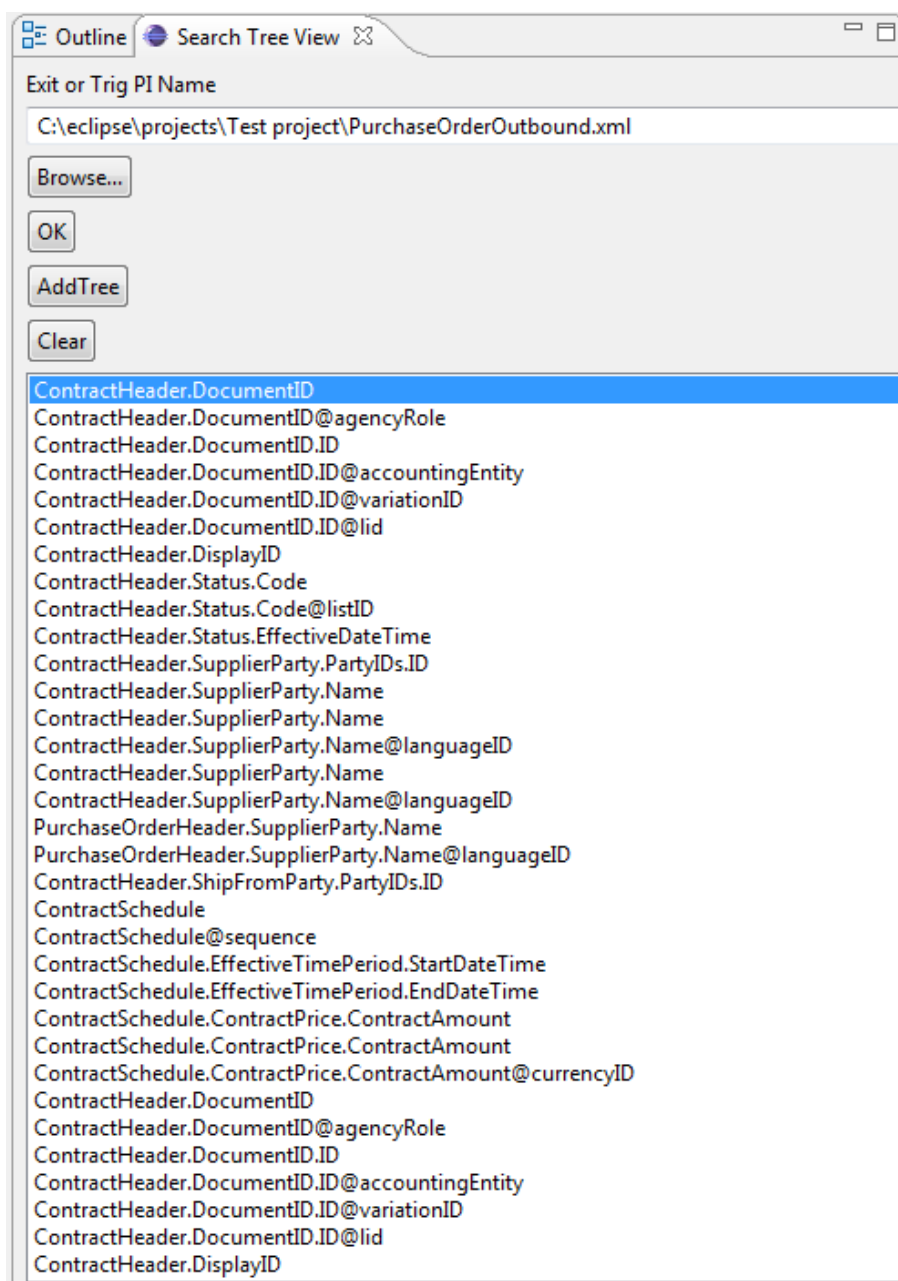 Outline Search Tree View
Exit or Trig PI Name
C:\eclipse\projects\Test project\PurchaseOrderOutbound.xml
Browse...
OK
AddTree
Clear
ContractHeader.DocumentID
ContractHeader.DocumentID@agencyRole
ContractHeader.DocumentID.ID
ContractHeader.DocumentID.ID@accountingEntity
ContractHeader.DocumentID.ID@variationID
ContractHeader.DocumentID.ID@lid
ContractHeader.DisplayID
ContractHeader.Status.Code
ContractHeader.Status.Code@listID
ContractHeader.Status.EffectiveDateTime
ContractHeader.SupplierParty.PartyIDs.ID
ContractHeader.SupplierParty.Name
ContractHeader.SupplierParty.Name
ContractHeader.SupplierParty.Name@languageID
ContractHeader.SupplierParty.Name
ContractHeader.SupplierParty.Name@languageID
PurchaseOrderHeader.SupplierParty.Name
PurchaseOrderHeader.SupplierParty.Name@languageID
ContractHeader.ShipFromParty.PartyIDs.ID
ContractSchedule
ContractSchedule@sequence
ContractSchedule.EffectiveTimePeriod.StartDateTime
ContractSchedule.EffectiveTimePeriod.EndDateTime
ContractSchedule.ContractPrice.ContractAmount
ContractSchedule.ContractPrice.ContractAmount
ContractSchedule.ContractPrice.ContractAmount@currencyID
ContractHeader.DocumentID
ContractHeader.DocumentID@agencyRole
ContractHeader.DocumentID.ID
ContractHeader.DocumentID.ID@accountingEntity
ContractHeader.DocumentID.ID@variationID
ContractHeader.DocumentID.ID@lid
ContractHeader.DisplayID